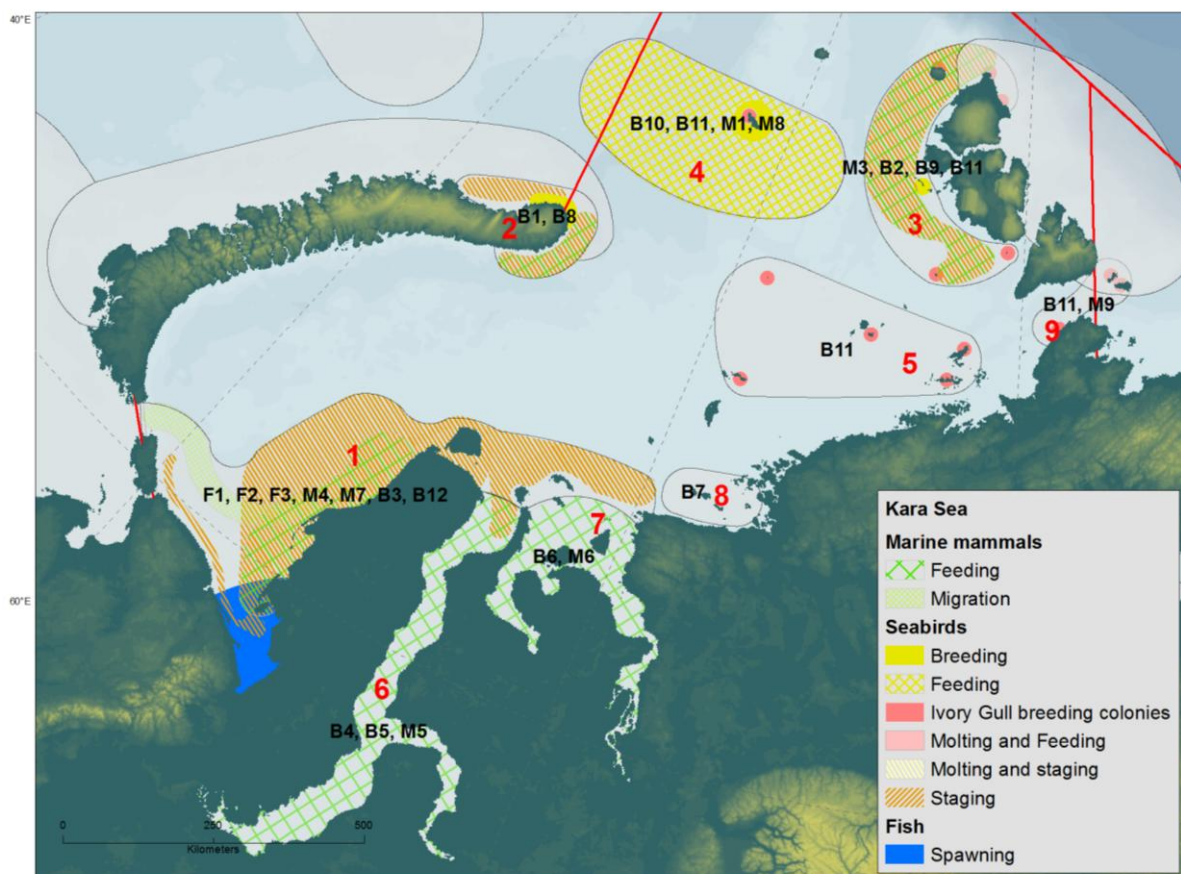 40°E
B10, B11, M1, M8
4
M3, B2, B9, B11
3
B1, B8
2
B11, M9
9
B11
5
1
F1, F2, F3, M4, M7, B3, B12
B7
8
7
B6, M6
60°E
6
B4, B5, M5
0
250
500
Kilometers
Kara Sea
Marine mammals
Feeding
Migration
Seabirds
Breeding
Feeding
Ivory Gull breeding colonies
Molting and Feeding
Molting and staging
Staging
Fish
Spawning